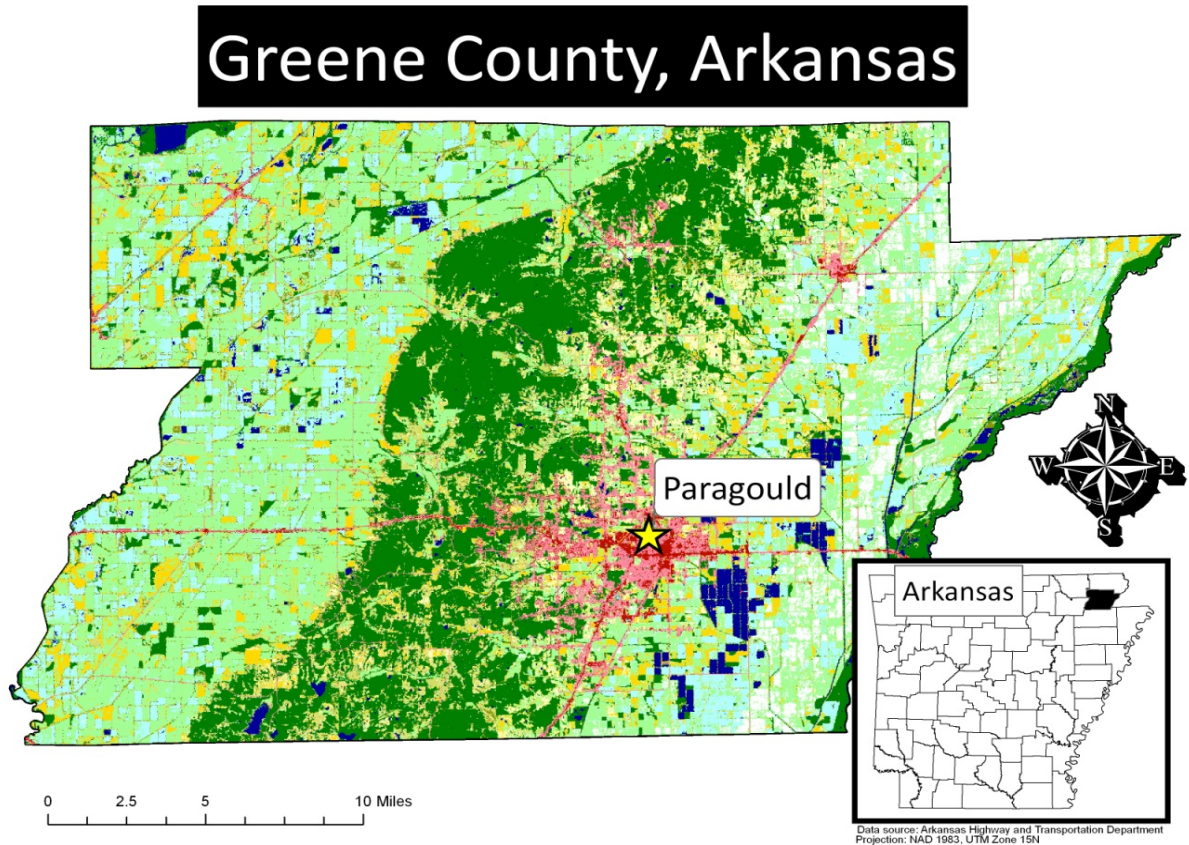 Greene County, Arkansas
Paragould
N
W E
S
Arkansas
0 2.5 5 10 Miles
Data source: Arkansas Highway and Transportation Department
Projection: NAD 1983, UTM Zone 15N